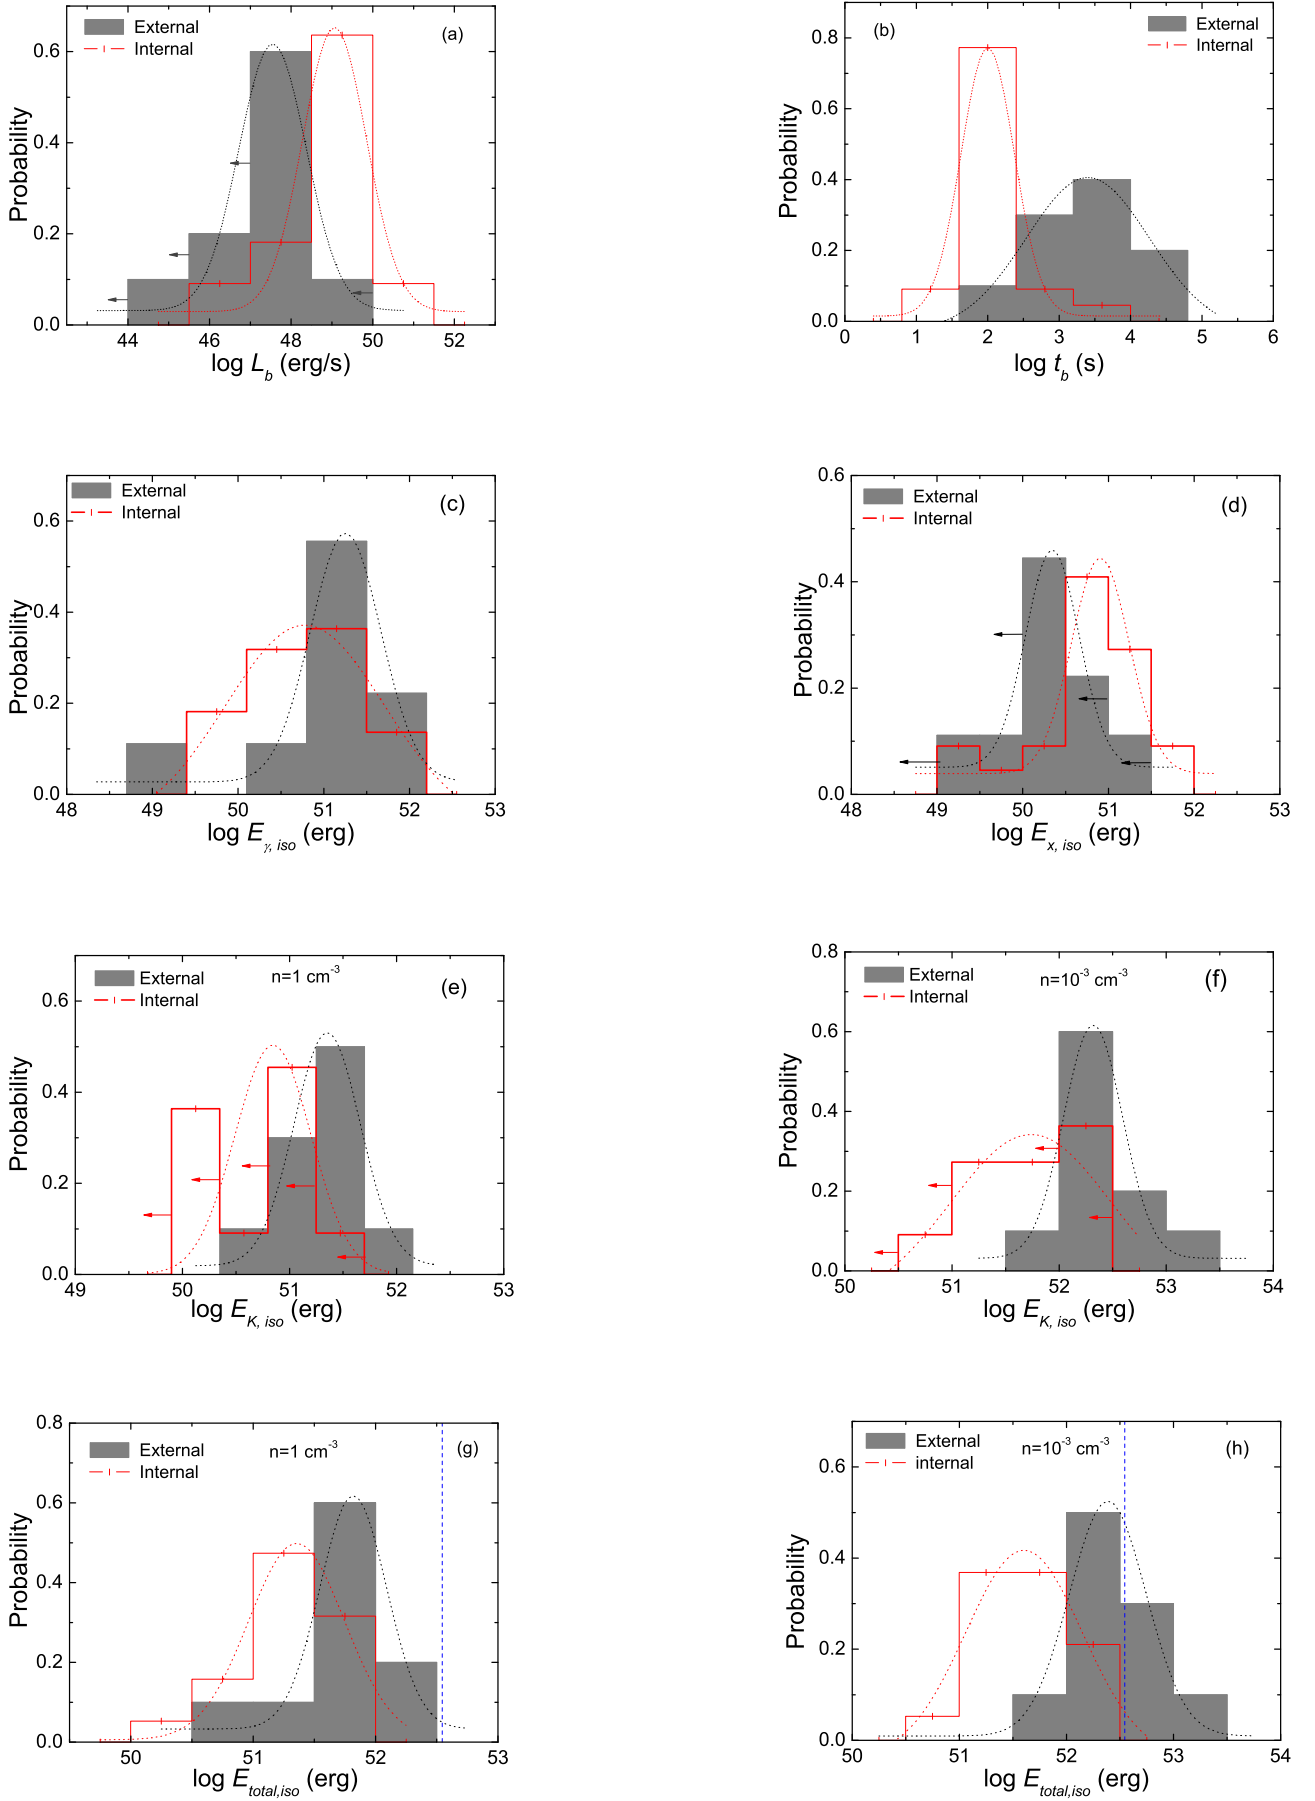 External
Internal
(a)
0.6
0.4
0.2
0.0
Probability
44 46 48 50 52
log L_b (erg/s)
External
Internal
(b)
0.8
0.6
0.4
0.2
0.0
Probability
0 1 2 3 4 5 6
log t_b (s)
External
Internal
(c)
0.6
0.4
0.2
0.0
Probability
48 49 50 51 52 53
log E_γ, iso (erg)
External
Internal
(d)
0.6
0.4
0.2
0.0
Probability
48 49 50 51 52 53
log E_x, iso (erg)
External
Internal
n=1 cm⁻³
(e)
0.6
0.4
0.2
0.0
Probability
49 50 51 52 53
log E_K, iso (erg)
External
Internal
n=10⁻³ cm⁻³
(f)
0.8
0.6
0.4
0.2
0.0
Probability
50 51 52 53 54
log E_K, iso (erg)
External
Internal
n=1 cm⁻³
(g)
0.8
0.6
0.4
0.2
0.0
Probability
50 51 52 53
log E_total,iso (erg)
External
internal
n=10⁻³ cm⁻³
(h)
0.6
0.4
0.2
0.0
Probability
50 51 52 53 54
log E_total,iso (erg)